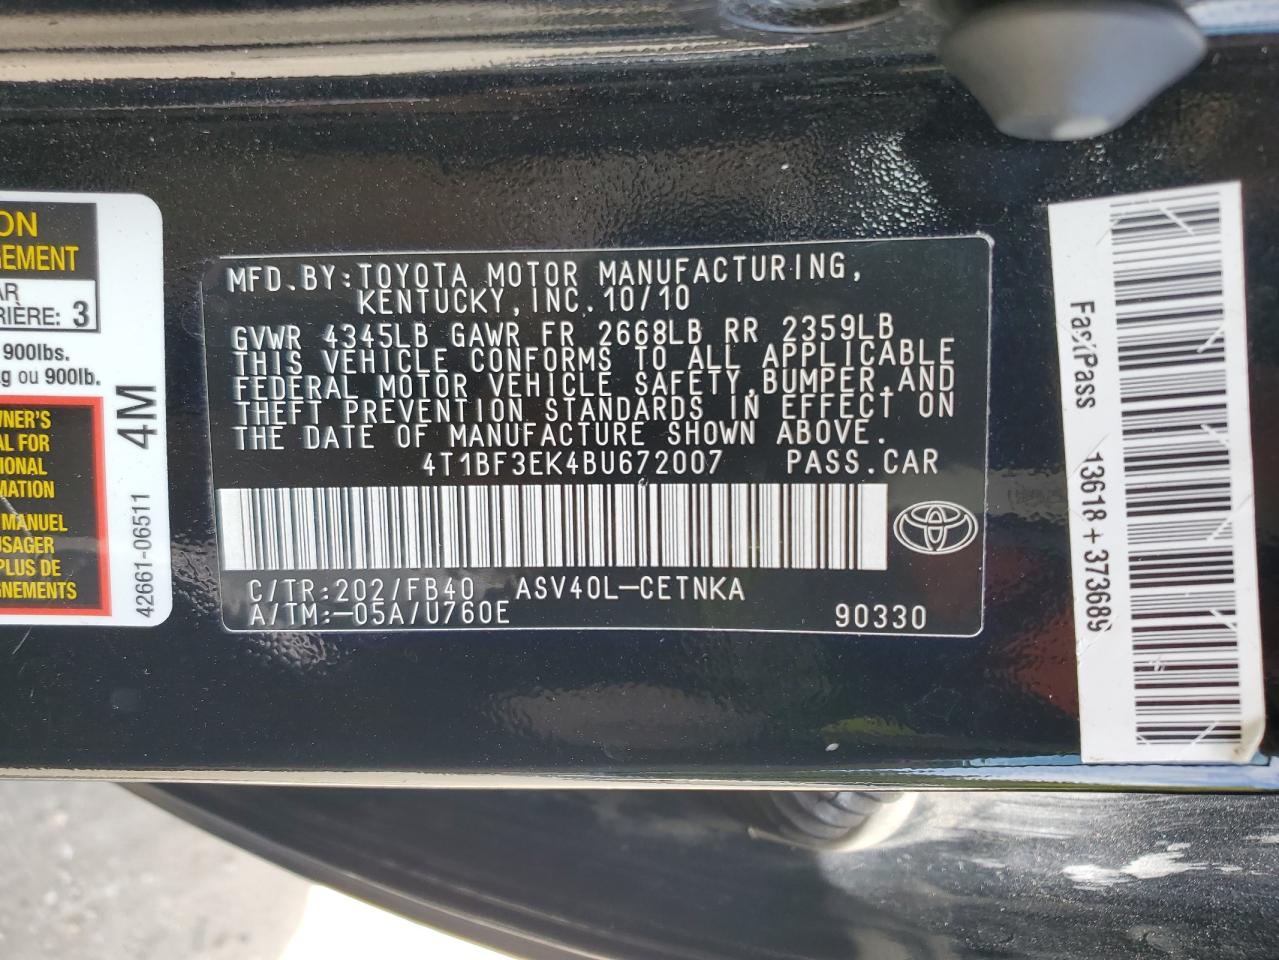 ON
GEMENT
AR
RIÈRE: 3
900lbs.
g ou 900lb.
WNER'S
AL FOR
IONAL
MATION
MANUEL
USAGER
PLUS DE
GNEMENTS
4M
42661-06511
MFD.BY:TOYOTA MOTOR MANUFACTURING,
KENTUCKY,INC.10/10
GVWR 4345LB GAWR FR 2668LB RR 2359LB
THIS VEHICLE CONFORMS TO ALL APPLICABLE
FEDERAL MOTOR VEHICLE SAFETY,BUMPER,AND
THEFT PREVENTION STANDARDS IN EFFECT ON
THE DATE OF MANUFACTURE SHOWN ABOVE.
4T1BF3EK4BU672007 PASS.CAR
C/TR:202/FB40 ASV40L-CETNKA
A/TM:-05A/U760E 90330
FastPass 13618+373689